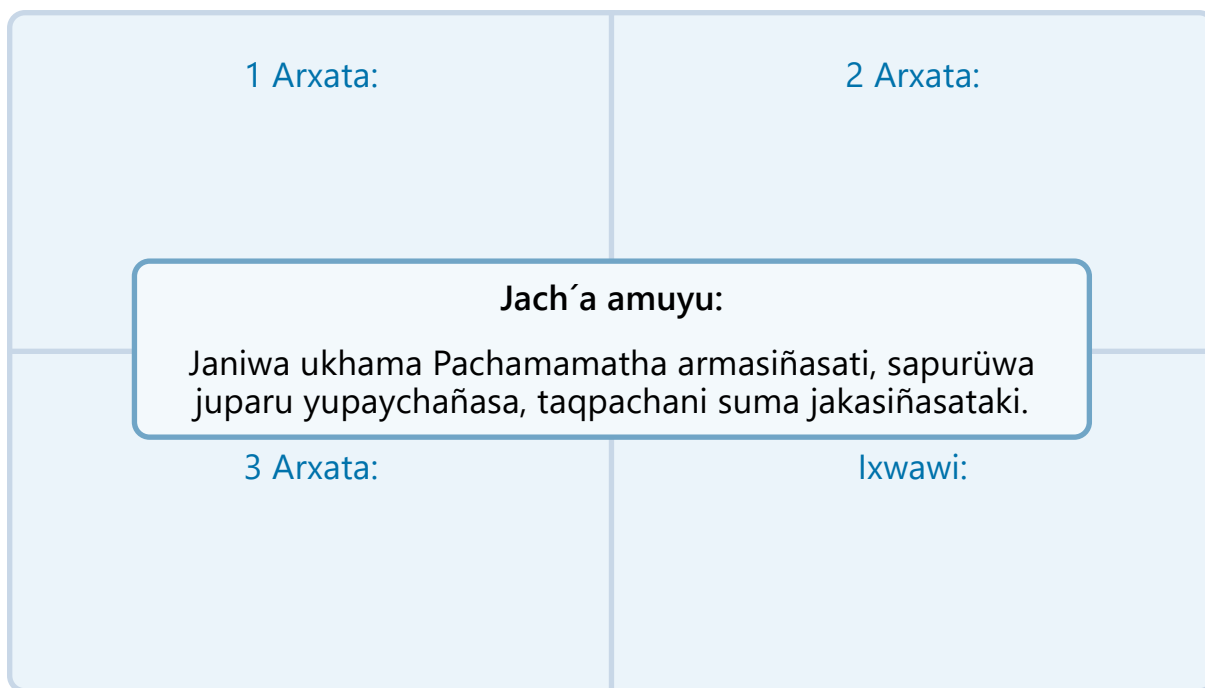 1 Arxata:
2 Arxata:
Jach´a amuyu:
Janiwa ukhama Pachamamatha armasiñasati, sapurüwa
juparu yupaychañasa, taqpachani suma jakasiñasataki.
3 Arxata:
Ixwawi: